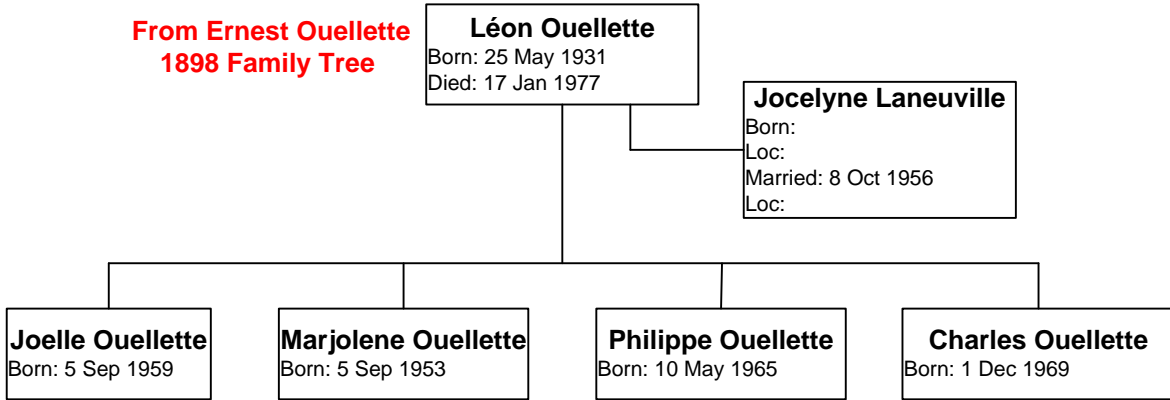 From Ernest Ouellette
1898 Family Tree
Léon Ouellette
Born: 25 May 1931
Died: 17 Jan 1977
Jocelyne Laneuville
Born:
Loc:
Married: 8 Oct 1956
Loc:
Joelle Ouellette
Born: 5 Sep 1959
Marjolene Ouellette
Born: 5 Sep 1953
Philippe Ouellette
Born: 10 May 1965
Charles Ouellette
Born: 1 Dec 1969